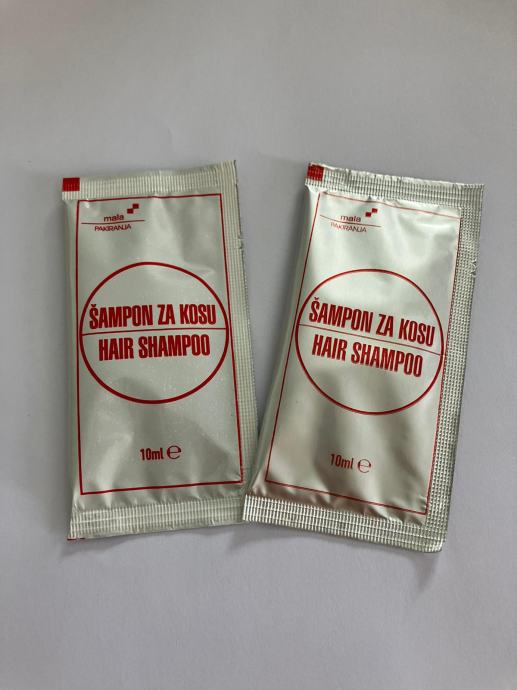 mala
PAKIRANJA
ŠAMPON ZA KOSU
HAIR SHAMPOO
10ml ℮
mala
PAKIRANJA
ŠAMPON ZA KOSU
HAIR SHAMPOO
10ml ℮